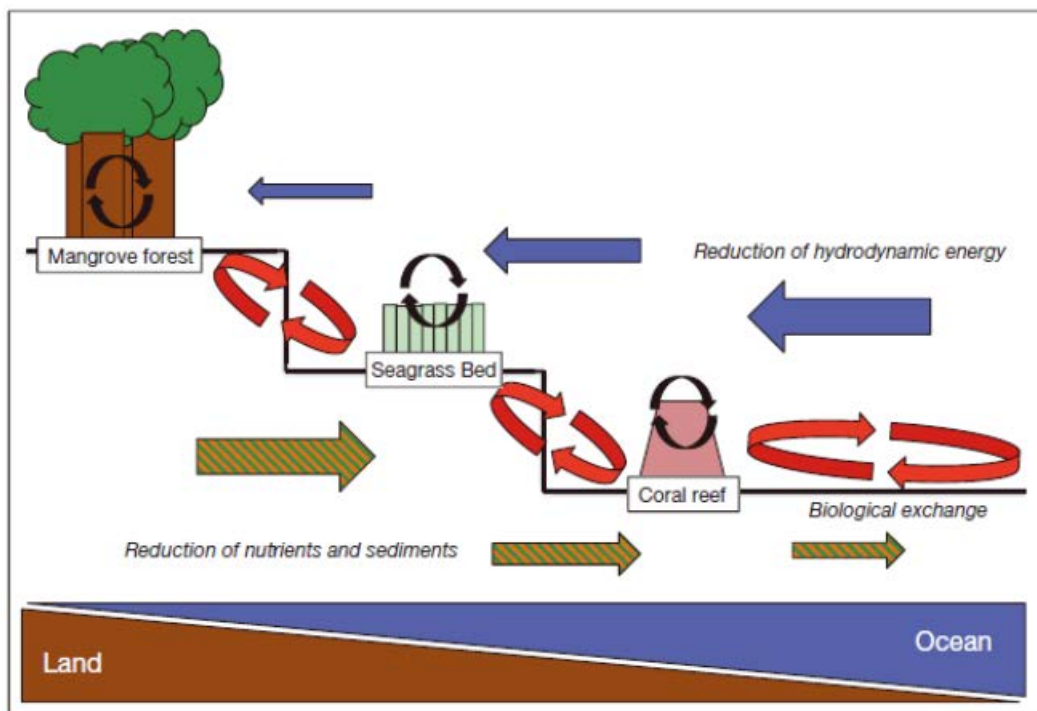 Mangrove forest
Reduction of hydrodynamic energy
Seagrass Bed
Coral reef
Biological exchange
Reduction of nutrients and sediments
Ocean
Land